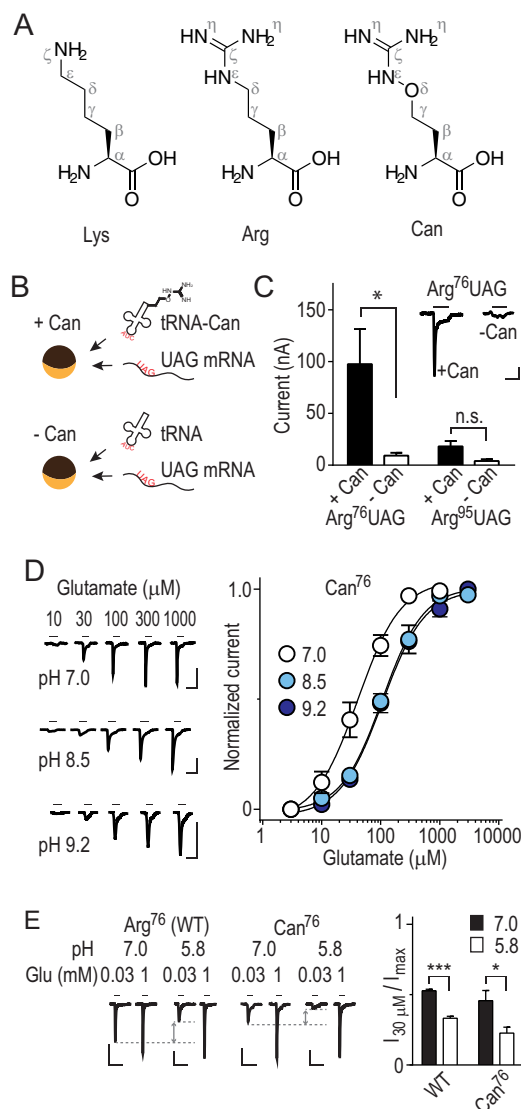 A
NH₂
ζ
ε
δ
γ
β
α
H₂N
OH
O
Lys
η
HN
NH₂
η
ζ
HN
ε
δ
γ
β
α
H₂N
OH
O
Arg
η
HN
NH₂
η
ζ
HN
ε
O
δ
γ
β
α
H₂N
OH
O
Can
B
+ Can
tRNA-Can
UAG mRNA
UAG
- Can
tRNA
UAG mRNA
UAG
C
Current (nA)
150
100
50
0
*
n.s.
Arg⁷⁶UAG
-Can
+Can
+ Can
- Can
+ Can
- Can
Arg⁷⁶UAG
Arg⁹⁵UAG
D
Glutamate (µM)
10 30 100 300 1000
pH 7.0
pH 8.5
pH 9.2
Can⁷⁶
Normalized current
1.0
0
7.0
8.5
9.2
1 10 100 1000 10000
Glutamate (µM)
E
Arg⁷⁶ (WT) Can⁷⁶
pH 7.0 5.8 7.0 5.8
Glu (mM) 0.03 1 0.03 1 0.03 1 0.03 1
I₃₀ µM / Imax
1
0
7.0
5.8
***
*
WT
Can⁷⁶